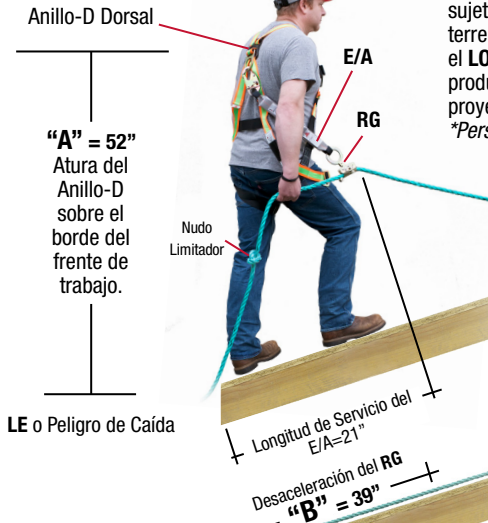 Anillo-D Dorsal
sujet
terre
el LO
produ
proye
*Pers
E/A
RG
“A” = 52”
Atura del
Anillo-D
sobre el
borde del
frente de
trabajo.
Nudo
Limitador
LE o Peligro de Caída
Longitud de Servicio del
E/A=21”
Desaceleración del RG
“B” = 39”